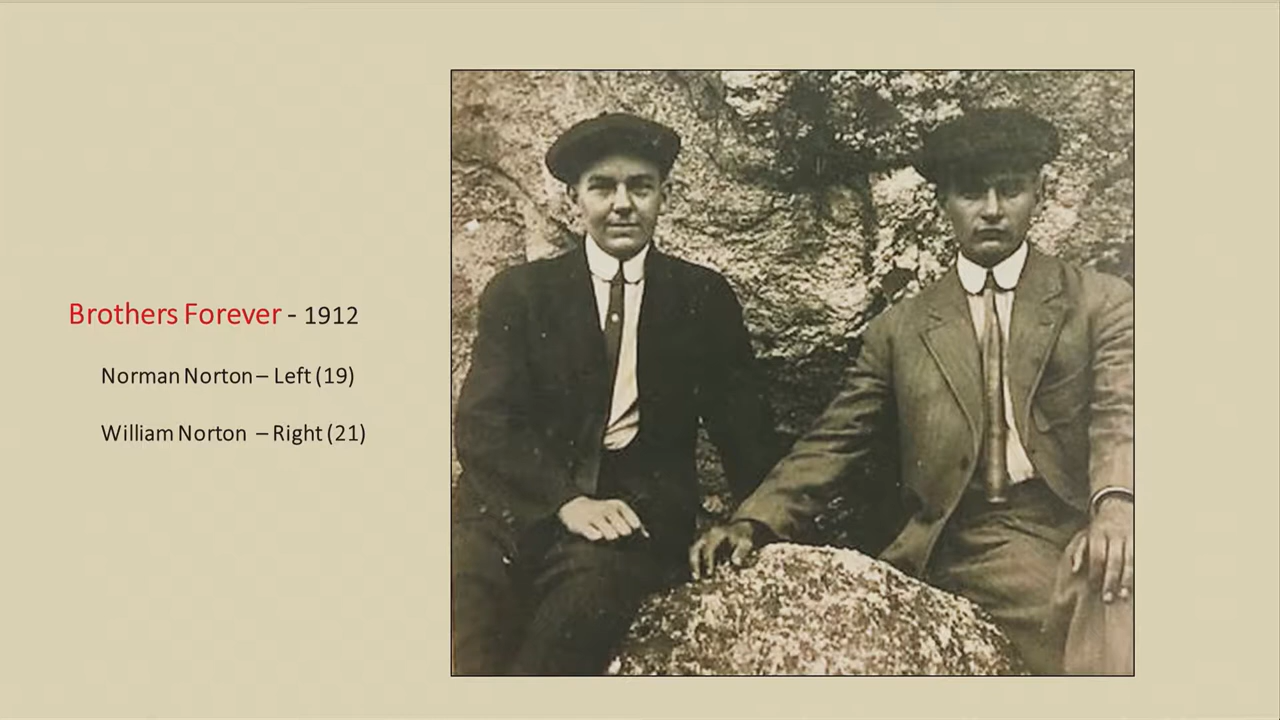 Brothers Forever - 1912
Norman Norton – Left (19)
William Norton – Right (21)